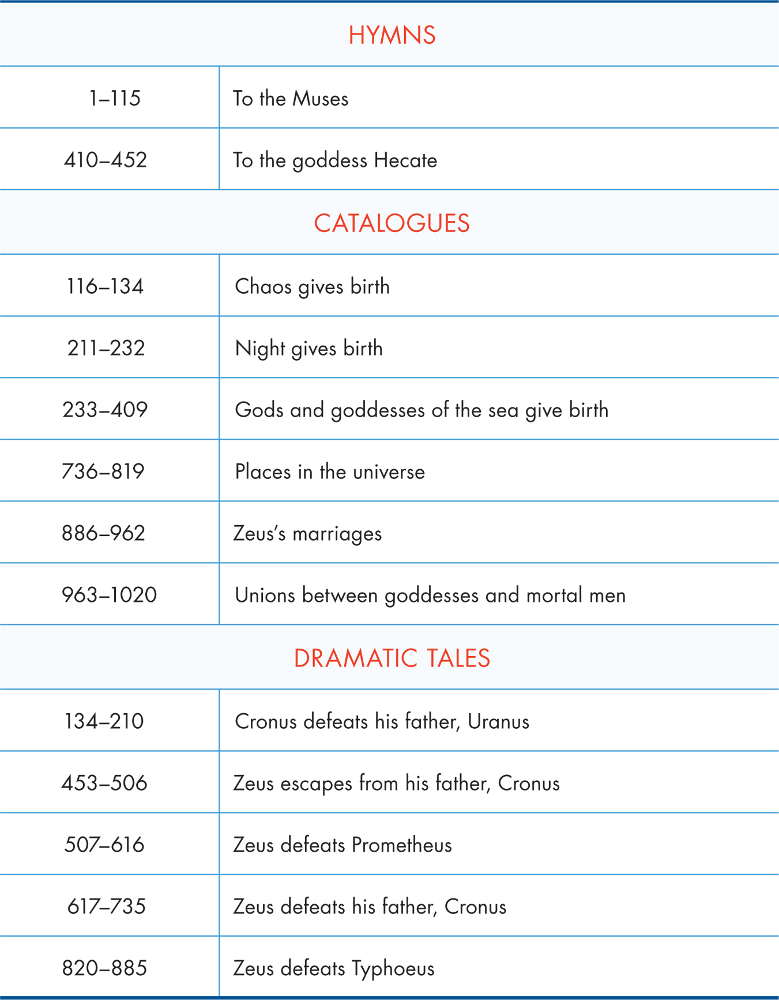 HYMNS
1–115 To the Muses
410–452 To the goddess Hecate
CATALOGUES
116–134 Chaos gives birth
211–232 Night gives birth
233–409 Gods and goddesses of the sea give birth
736–819 Places in the universe
886–962 Zeus’s marriages
963–1020 Unions between goddesses and mortal men
DRAMATIC TALES
134–210 Cronus defeats his father, Uranus
453–506 Zeus escapes from his father, Cronus
507–616 Zeus defeats Prometheus
617–735 Zeus defeats his father, Cronus
820–885 Zeus defeats Typhoeus